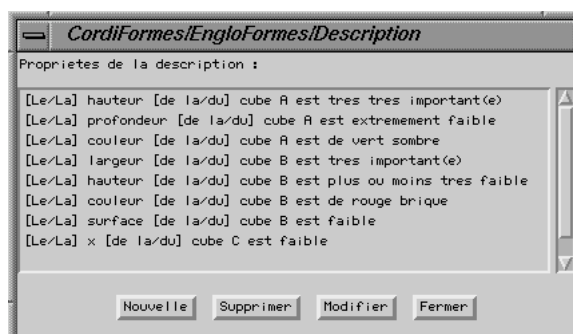 CordiFormes/EngloFormes/Description
Proprietes de la description :
[Le/La] hauteur [de la/du] cube A est tres tres important(e)
[Le/La] profondeur [de la/du] cube A est extremement faible
[Le/La] couleur [de la/du] cube A est de vert sombre
[Le/La] largeur [de la/du] cube B est tres important(e)
[Le/La] hauteur [de la/du] cube B est plus ou moins tres faible
[Le/La] couleur [de la/du] cube B est de rouge brique
[Le/La] surface [de la/du] cube B est faible
[Le/La] x [de la/du] cube C est faible
Nouvelle Supprimer Modifier Fermer